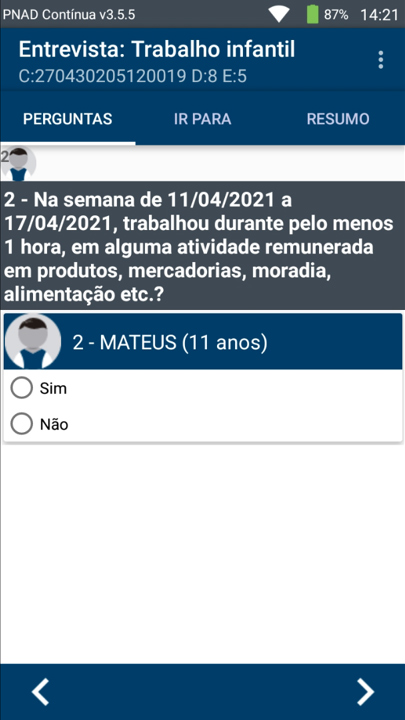 PNAD Contínua v3.5.5 87% 14:21
Entrevista: Trabalho infantil
C:270430205120019 D:8 E:5
PERGUNTAS IR PARA RESUMO
2
2 - Na semana de 11/04/2021 a
17/04/2021, trabalhou durante pelo menos
1 hora, em alguma atividade remunerada
em produtos, mercadorias, moradia,
alimentação etc.?
2 - MATEUS (11 anos)
Sim
Não